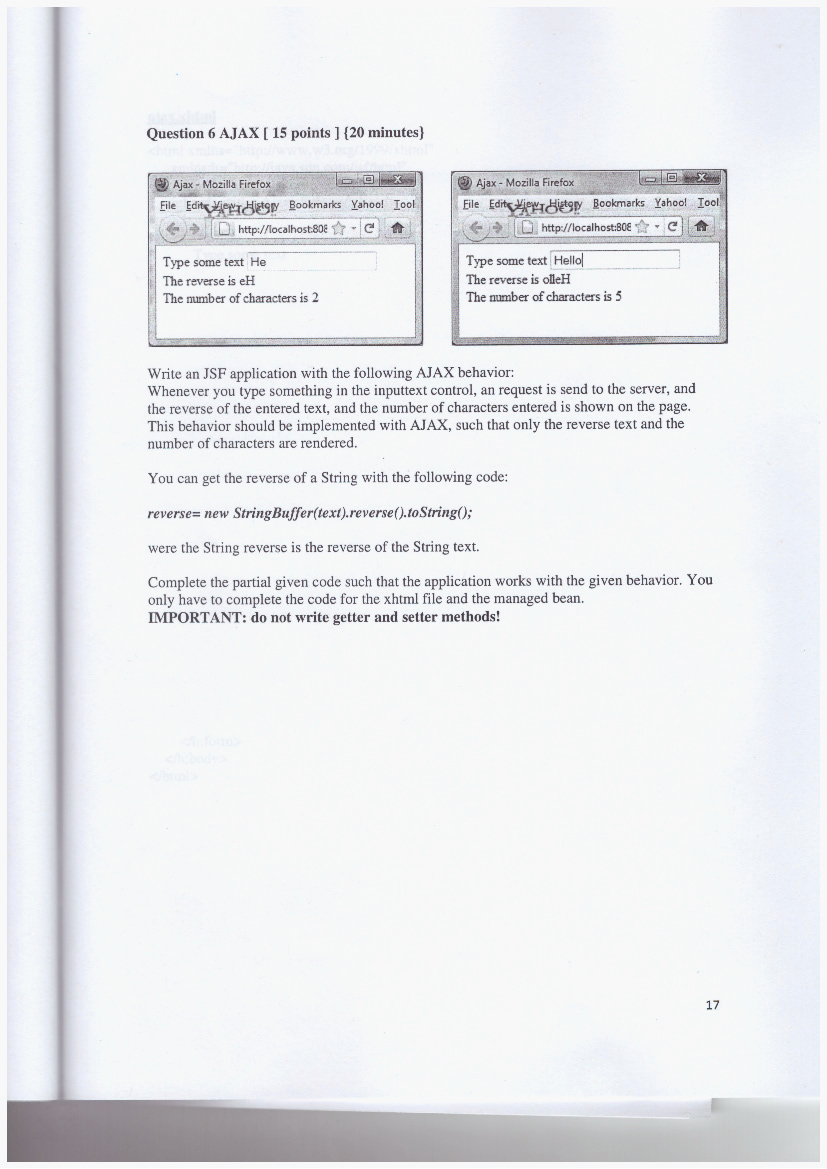 Question 6 AJAX [ 15 points ] {20 minutes}
Ajax - Mozilla Firefox
File Edit View History Bookmarks Yahoo! Tool
YAHOO!
http://localhost:808
Type some text He
The reverse is eH
The number of characters is 2
Ajax - Mozilla Firefox
File Edit View History Bookmarks Yahoo! Tool
YAHOO!
http://localhost:808
Type some text Hello
The reverse is olleH
The number of characters is 5
Write an JSF application with the following AJAX behavior:
Whenever you type something in the inputtext control, an request is send to the server, and
the reverse of the entered text, and the number of characters entered is shown on the page.
This behavior should be implemented with AJAX, such that only the reverse text and the
number of characters are rendered.
You can get the reverse of a String with the following code:
reverse= new StringBuffer(text).reverse().toString();
were the String reverse is the reverse of the String text.
Complete the partial given code such that the application works with the given behavior. You
only have to complete the code for the xhtml file and the managed bean.
IMPORTANT: do not write getter and setter methods!
17